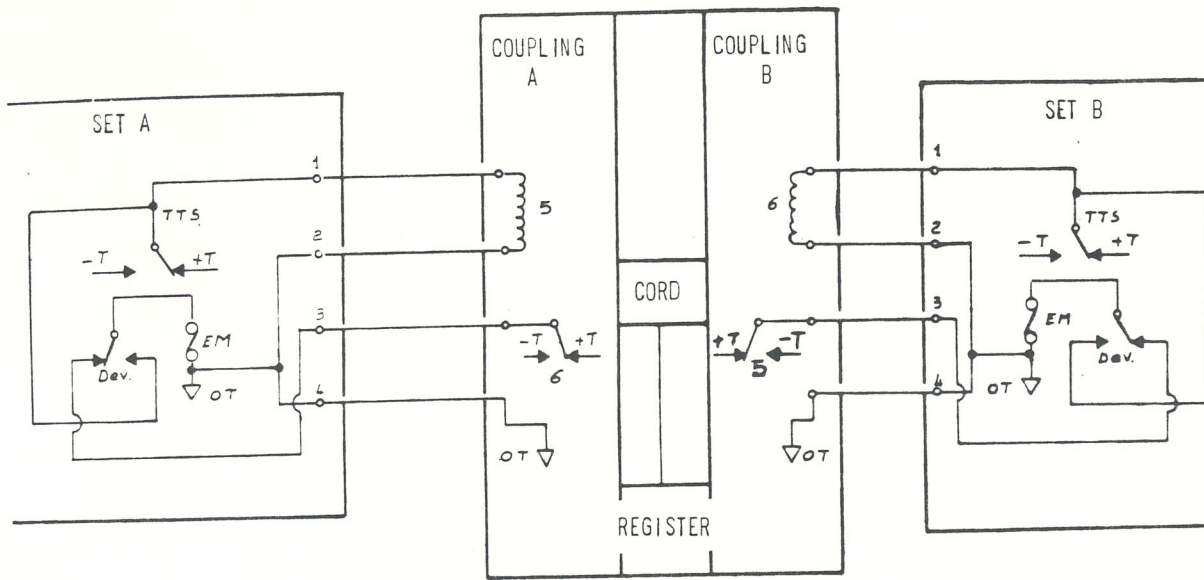 SET A
1
TTS
-T
+T
2
3
EM
Dev.
OT
4
COUPLING
A
5
-T
+T
6
OT
CORD
REGISTER
COUPLING
B
6
+T
-T
5
OT
SET B
1
TTS
-T
+T
2
3
EM
Dev.
OT
4